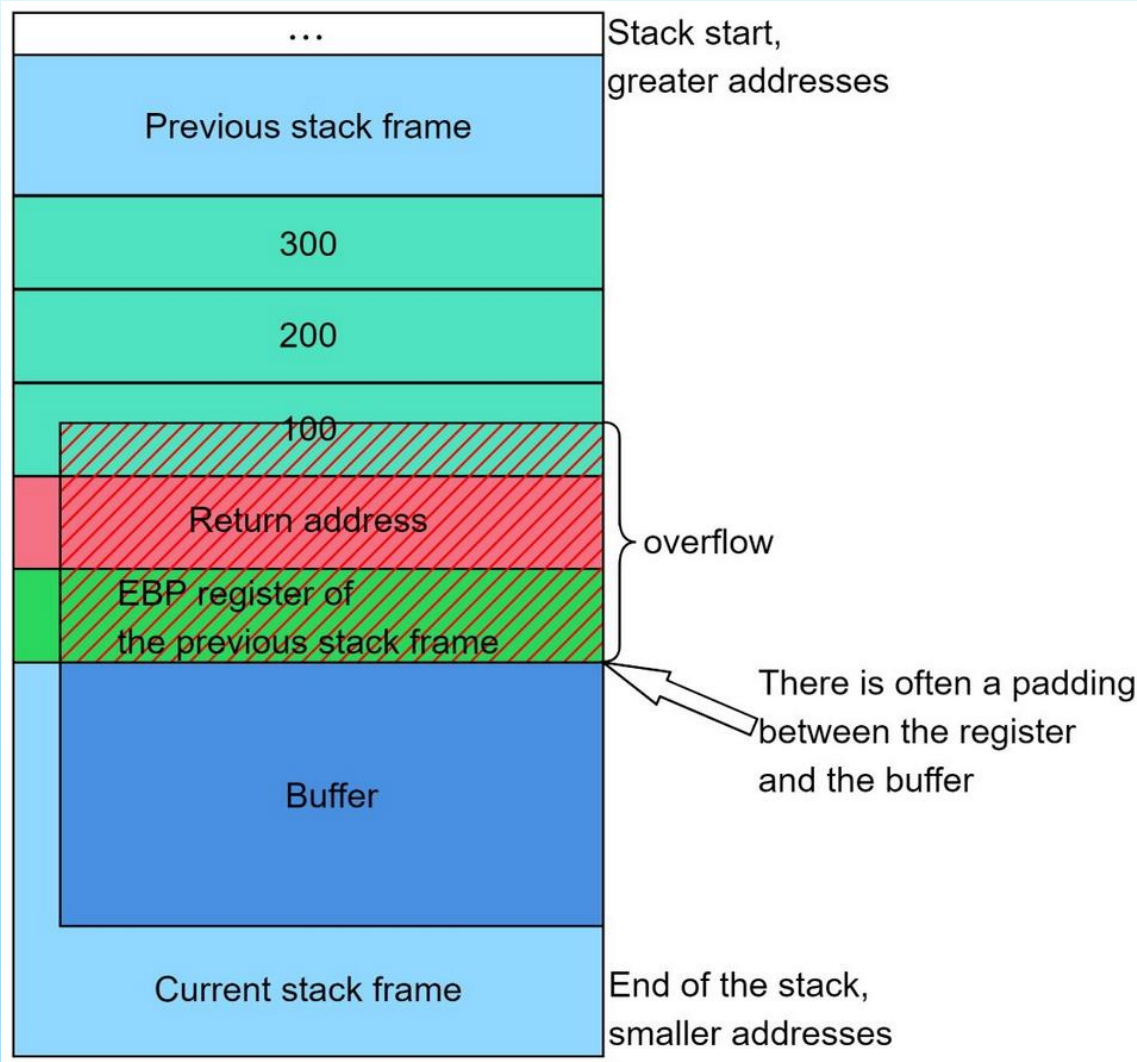 ...
Stack start,
greater addresses
Previous stack frame
300
200
100
Return address
overflow
EBP register of
the previous stack frame
There is often a padding
between the register
and the buffer
Buffer
Current stack frame
End of the stack,
smaller addresses